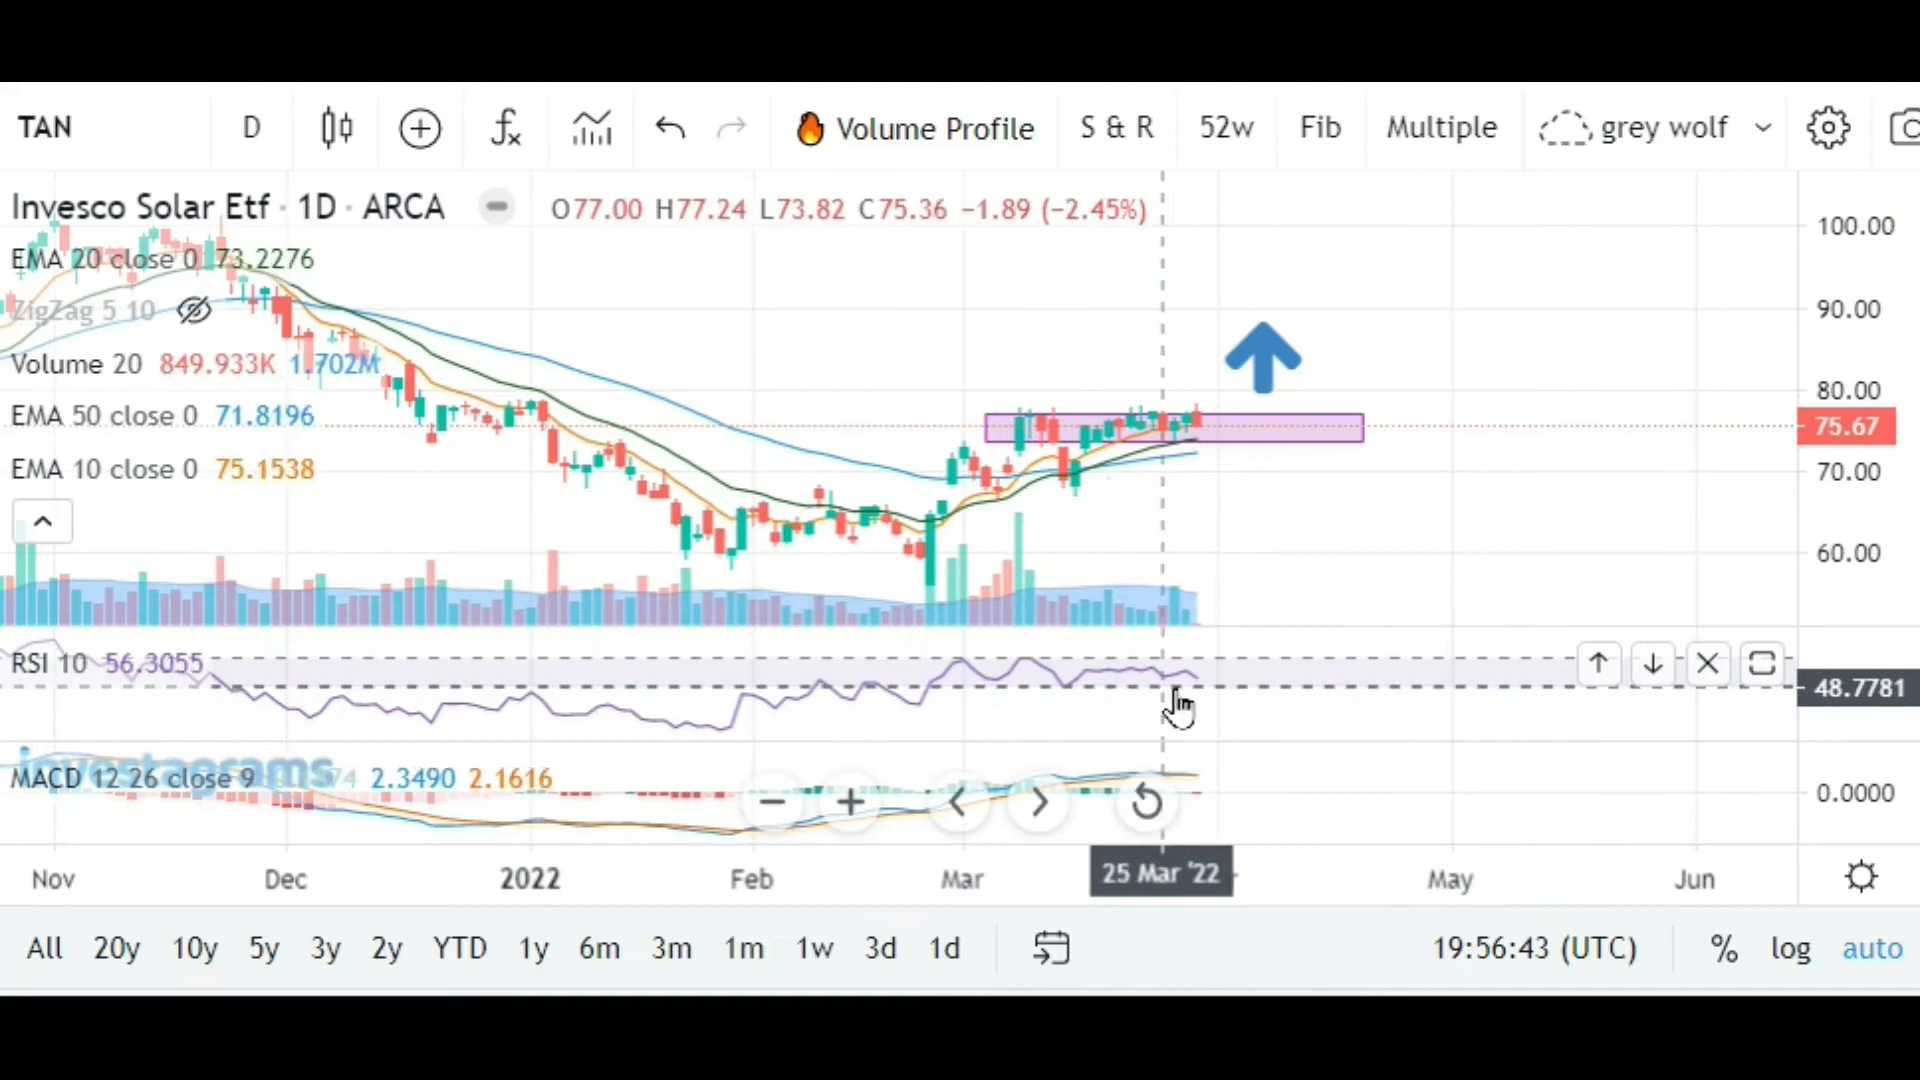 TAN D Volume Profile S & R 52w Fib Multiple grey wolf
Invesco Solar Etf · 1D · ARCA O77.00 H77.24 L73.82 C75.36 −1.89 (−2.45%)
EMA 20 close 0 73.2276
ZigZag 5 10
Volume 20 849.933K 1.702M
EMA 50 close 0 71.8196
EMA 10 close 0 75.1538
100.00
90.00
80.00
75.67
70.00
60.00
RSI 10 56.3055
48.7781
investagrams
MACD 12 26 close 9 2.3490 2.1616
0.0000
Nov Dec 2022 Feb Mar 25 Mar '22 May Jun
All 20y 10y 5y 3y 2y YTD 1y 6m 3m 1m 1w 3d 1d 19:56:43 (UTC) % log auto